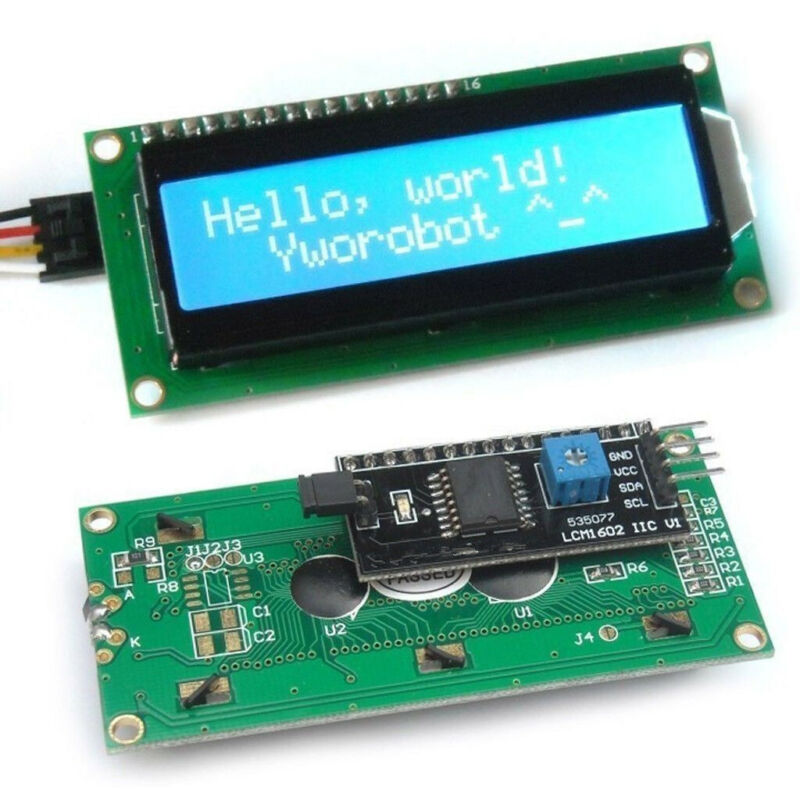 1
16
Hello, world!
Yworobot ^_^
GND
VCC
SDA
SCL
535077
LCM1602 IIC V1
C3
R7
R5
R4
R3
R2
R1
R9
J1J2J3
U3
A
R8
C1
C2
K
U2
PASSED
U1
R6
J4